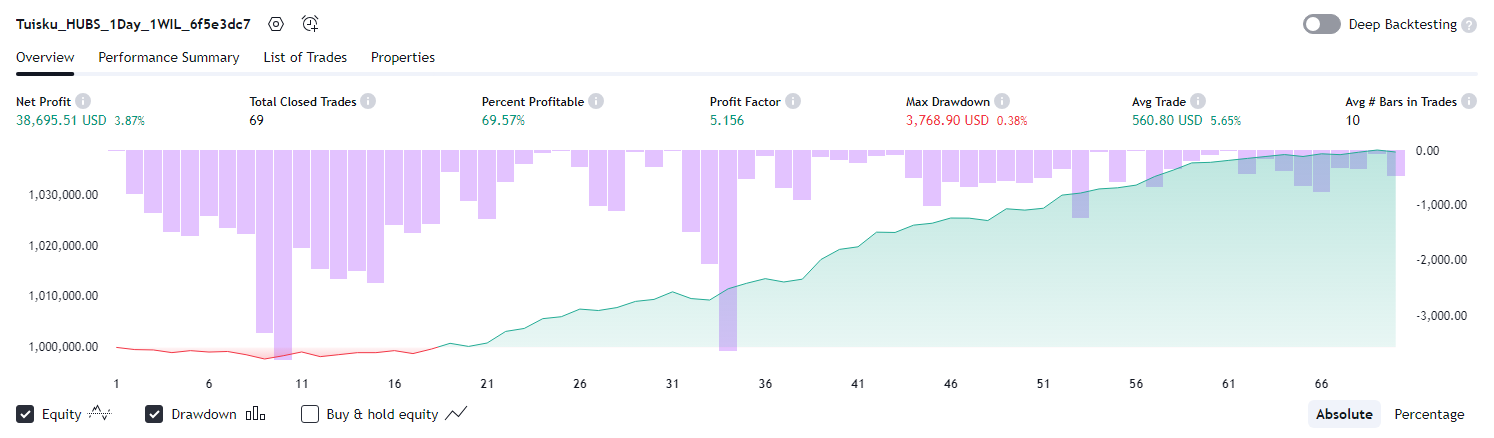 Tuisku_HUBS_1Day_1WIL_6f5e3dc7 Deep Backtesting ?
Overview Performance Summary List of Trades Properties
Net Profit i Total Closed Trades i Percent Profitable i Profit Factor i Max Drawdown i Avg Trade i Avg # Bars in Trades i
38,695.51 USD 3.87% 69 69.57% 5.156 3,768.90 USD 0.38% 560.80 USD 5.65% 10
0.00
1,030,000.00
-1,000.00
1,020,000.00
-2,000.00
1,010,000.00
-3,000.00
1,000,000.00
1 6 11 16 21 26 31 36 41 46 51 56 61 66
Equity Drawdown Buy & hold equity Absolute Percentage